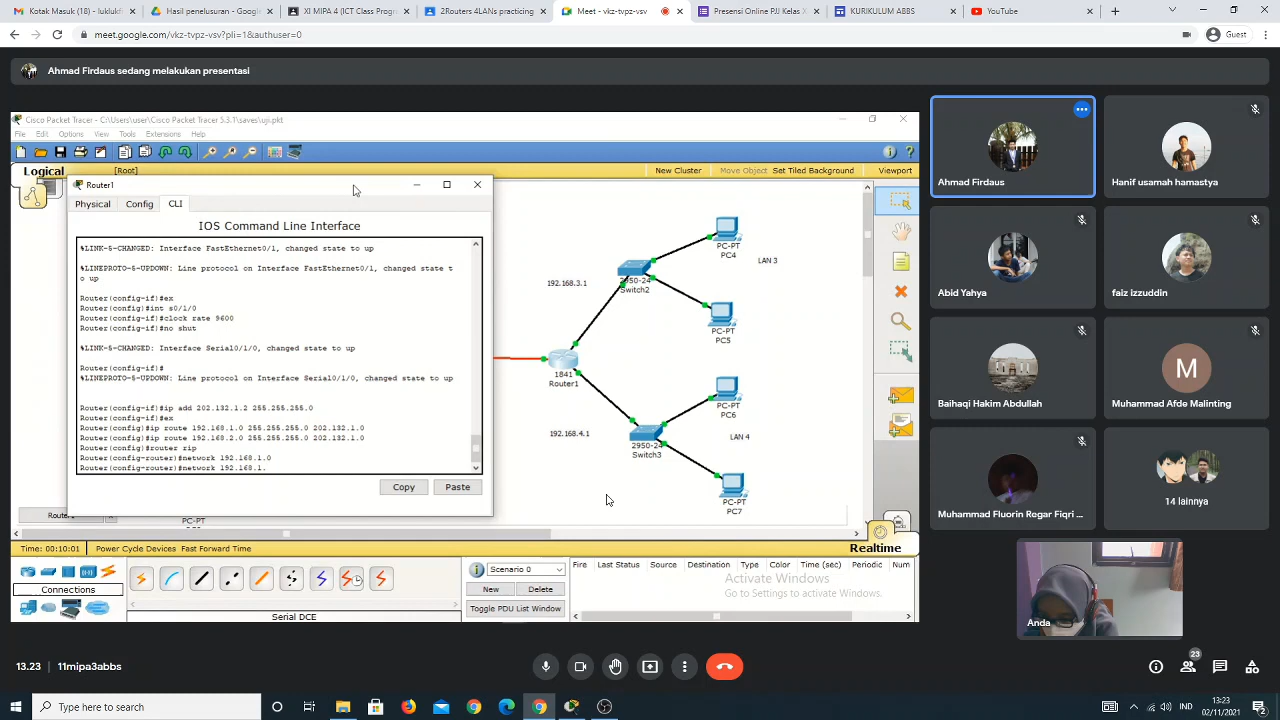 Kotak Masuk (18) - luklukfi
Hasil penelusuran - Google
XI MIPA 4 (ICT Class Program
2Routers 4LANs practicing
Meet - vkz-tvpz-vsv
Presensi Online PJJ Kelas X
KURIKULUM ABBS
YouTube
meet.google.com/vkz-tvpz-vsv?pli=1&authuser=0
Guest
Ahmad Firdaus sedang melakukan presentasi
Cisco Packet Tracer - C:\Users\user\Cisco Packet Tracer 5.3.1\saves\uji.pkt
File Edit Options View Tools Extensions Help
Logical
[Root]
New Cluster
Move Object
Set Tiled Background
Viewport
Router1
Physical
Config
CLI
IOS Command Line Interface
%LINK-5-CHANGED: Interface FastEthernet0/1, changed state to up
%LINEPROTO-5-UPDOWN: Line protocol on Interface FastEthernet0/1, changed state t
o up
Router(config-if)#ex
Router(config)#int s0/1/0
Router(config-if)#clock rate 9600
Router(config-if)#no shut
%LINK-5-CHANGED: Interface Serial0/1/0, changed state to up
Router(config-if)#
%LINEPROTO-5-UPDOWN: Line protocol on Interface Serial0/1/0, changed state to up
Router(config-if)#ip add 202.132.1.2 255.255.255.0
Router(config-if)#ex
Router(config)#ip route 192.168.1.0 255.255.255.0 202.132.1.0
Router(config)#ip route 192.168.2.0 255.255.255.0 202.132.1.0
Router(config)#router rip
Router(config-router)#network 192.168.1.0
Router(config-router)#network 192.168.1.
Copy
Paste
PC-PT
PC4
LAN 3
192.168.3.1
2950-24
Switch2
PC-PT
PC5
1841
Router1
PC-PT
PC6
192.168.4.1
LAN 4
2950-24
Switch3
PC-PT
PC7
PC-PT
Time: 00:10:01
Power Cycle Devices
Fast Forward Time
Realtime
Connections
Serial DCE
Scenario 0
New
Delete
Toggle PDU List Window
Fire
Last Status
Source
Destination
Type
Color
Time (sec)
Periodic
Num
Activate Windows
Go to Settings to activate Windows.
Ahmad Firdaus
Hanif usamah hamastya
Abid Yahya
faiz izzuddin
Baihaqi Hakim Abdullah
M
Muhammad Afde Malinting
Muhammad Fluorin Regar Fiqri ...
14 lainnya
Anda
13.23
11mipa3abbs
23
Type here to search
IND
13:23
02/11/2021
2